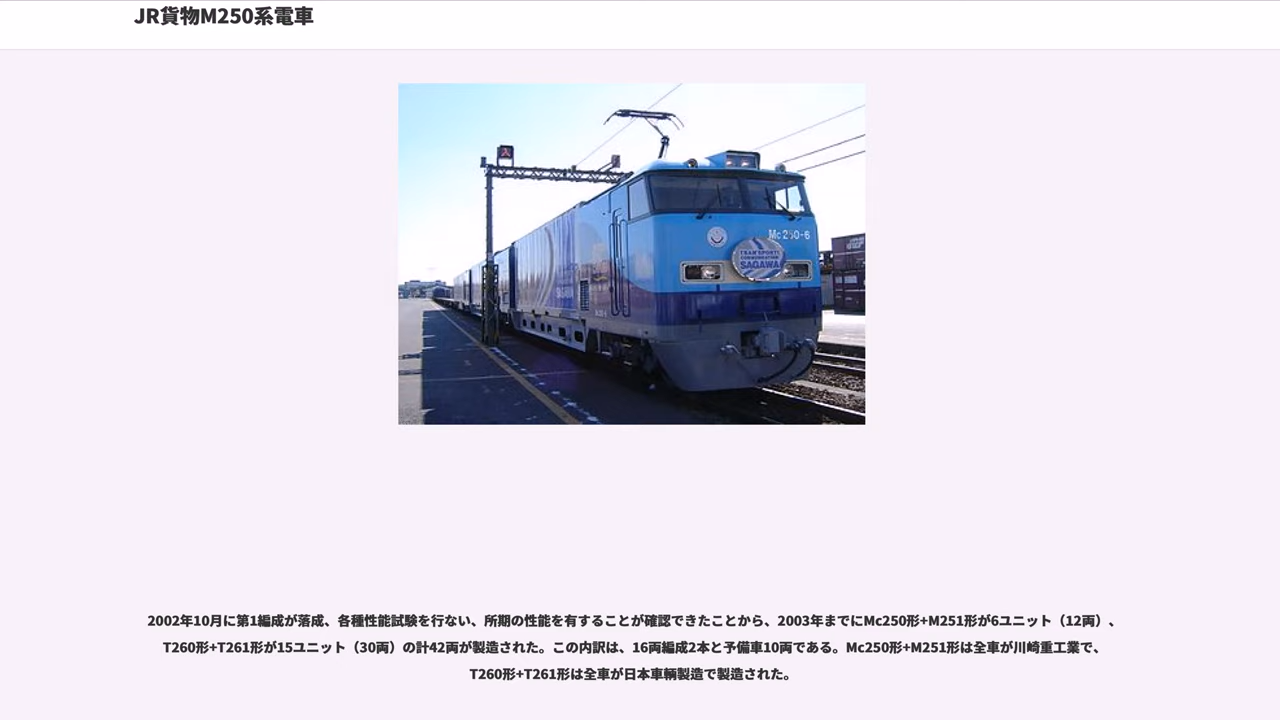 JR貨物M250系電車
Mc250-6
SAGAWA
2002年10月に第1編成が落成、各種性能試験を行ない、所期の性能を有することが確認できたことから、2003年までにMc250形+M251形が6ユニット（12両）、
T260形+T261形が15ユニット（30両）の計42両が製造された。この内訳は、16両編成2本と予備車10両である。Mc250形+M251形は全車が川崎重工業で、
T260形+T261形は全車が日本車輌製造で製造された。